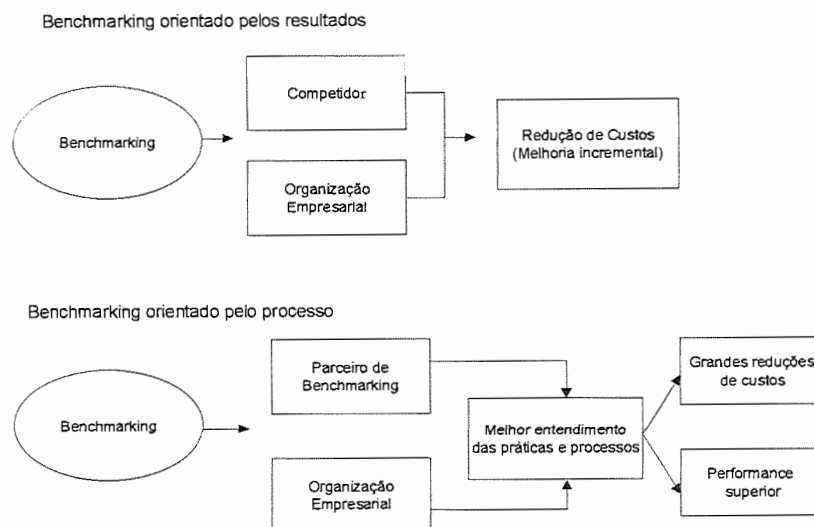 Benchmarking orientado pelos resultados
Competidor
Benchmarking
Redução de Custos
(Melhoria incremental)
Organização
Empresarial
Benchmarking orientado pelo processo
Parceiro de
Benchmarking
Grandes reduções
de custos
Benchmarking
Melhor entendimento
das práticas e processos
Organização
Empresarial
Performance
superior